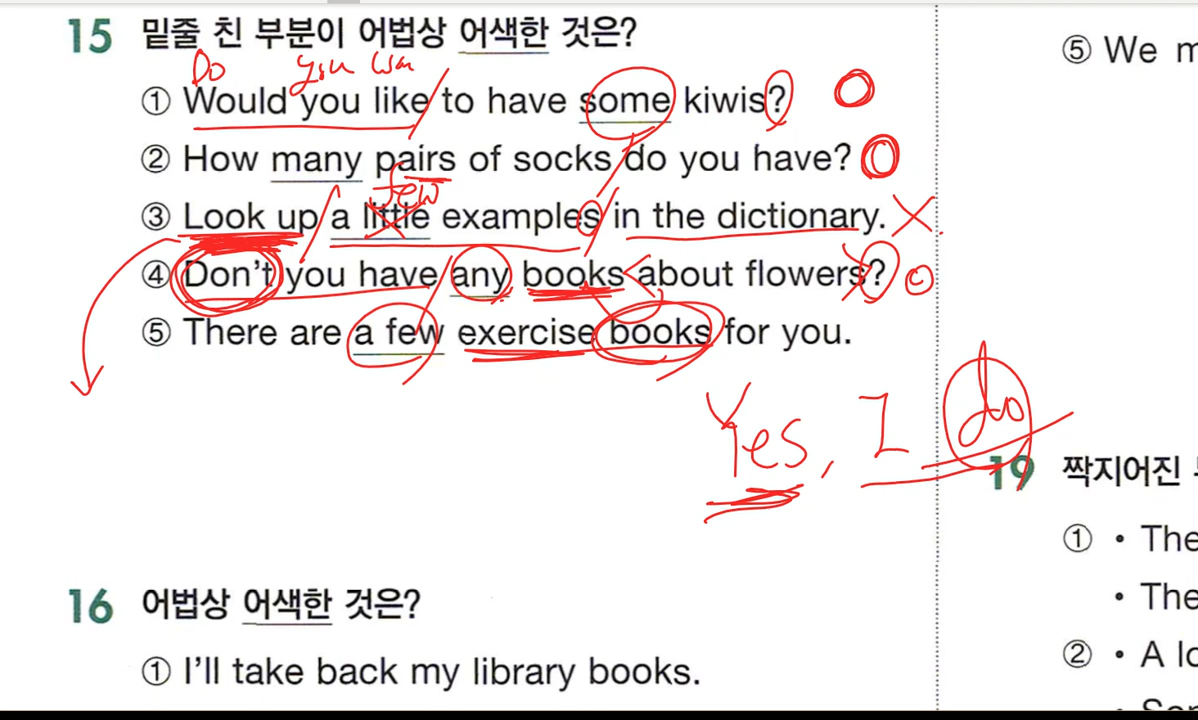 15 밑줄 친 부분이 어법상 어색한 것은?
Do you wan
① Would you like to have some kiwis?
② How many pairs of socks do you have?
few
③ Look up a little examples in the dictionary.
④ Don't you have any books about flowers?
⑤ There are a few exercise books for you.
Yes, I do
16 어법상 어색한 것은?
① I'll take back my library books.
⑤ We m
19 짝지어진
① • The
• The
② • A lo